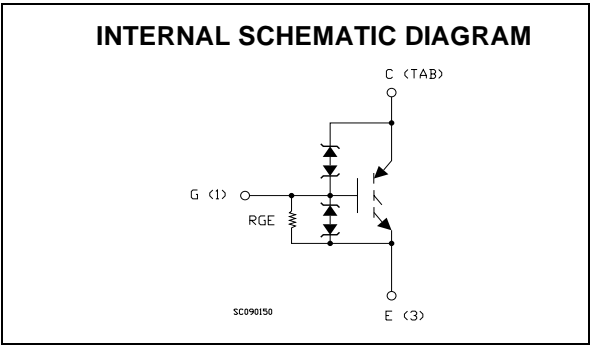 INTERNAL SCHEMATIC DIAGRAM
C (TAB)
G (1)
RGE
SC090150
E (3)